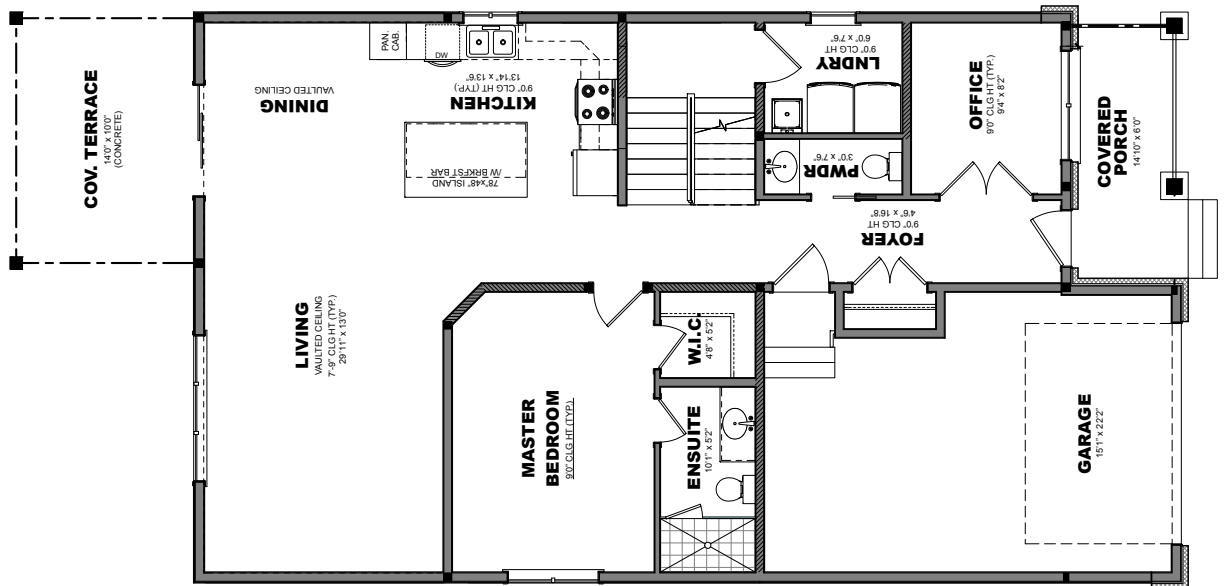 COV. TERRACE
14'0" x 10'0"
(CONCRETE)
DINING
VAULTED CEILING
PAN.
CAB.
DW
KITCHEN
13'14" x 13'6"
9'0" CLG HT (TYP.)
78"x48" ISLAND
/W BRKFST BAR
LNDRY
9'0" CLG HT
6'0" x 7'6"
PWDR
3'0" x 7'6"
OFFICE
9'0" CLG HT (TYP.)
9'4" x 8'2"
COVERED
PORCH
14'10" x 6'0"
FOYER
9'0" CLG HT
4'6" x 16'8"
LIVING
VAULTED CEILING
7'-9" CLG HT (TYP.)
29'11" x 13'0"
MASTER
BEDROOM
9'0" CLG HT (TYP.)
W.I.C.
4'8" x 5'2"
ENSUITE
10'1" x 5'2"
GARAGE
15'1" x 22'2"